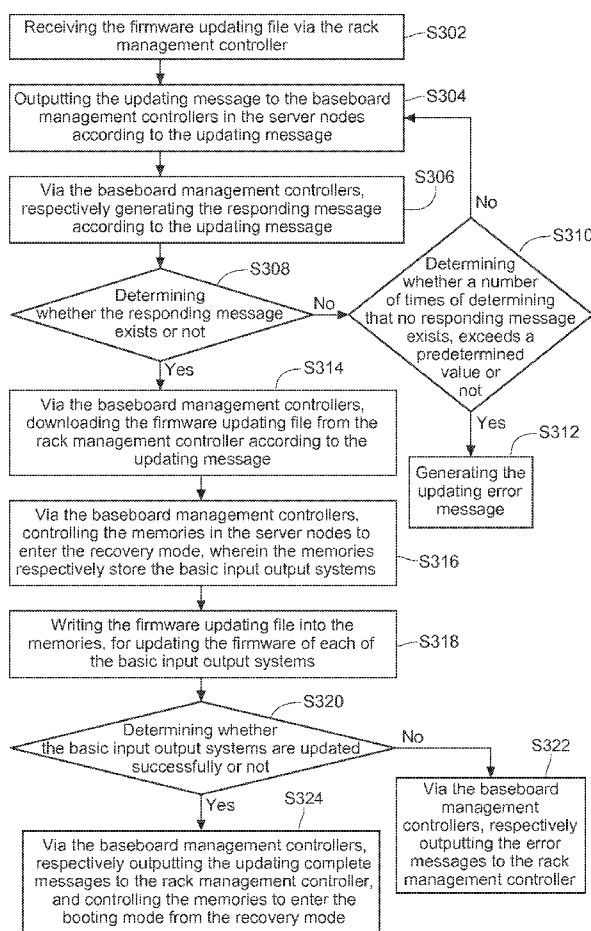 Receiving the firmware updating file via the rack
management controller
S302
Outputting the updating message to the baseboard
management controllers in the server nodes
according to the updating message
S304
Via the baseboard management controllers,
respectively generating the responding message
according to the updating message
S306
No
S310
Determining
whether a number
of times of determining
that no responding message
exists, exceeds a
predetermined
value or
not
S308
Determining
whether the responding message
exists or not
No
Yes
Yes
S312
Generating the
updating error
message
S314
Via the baseboard management controllers,
downloading the firmware updating file from the
rack management controller according to the
updating message
Via the baseboard management controllers,
controlling the memories in the server nodes to
enter the recovery mode, wherein the memories
respectively store the basic input output systems
S316
Writing the firmware updating file into the
memories, for updating the firmware of each of
the basic input output systems
S318
S320
Determining whether
the basic input output systems are updated
successfully or not
No
Yes
S322
Via the baseboard
management
controllers, respectively
outputting the error
messages to the rack
management controller
S324
Via the baseboard management controllers,
respectively outputting the updating complete
messages to the rack management controller,
and controlling the memories to enter the
booting mode from the recovery mode